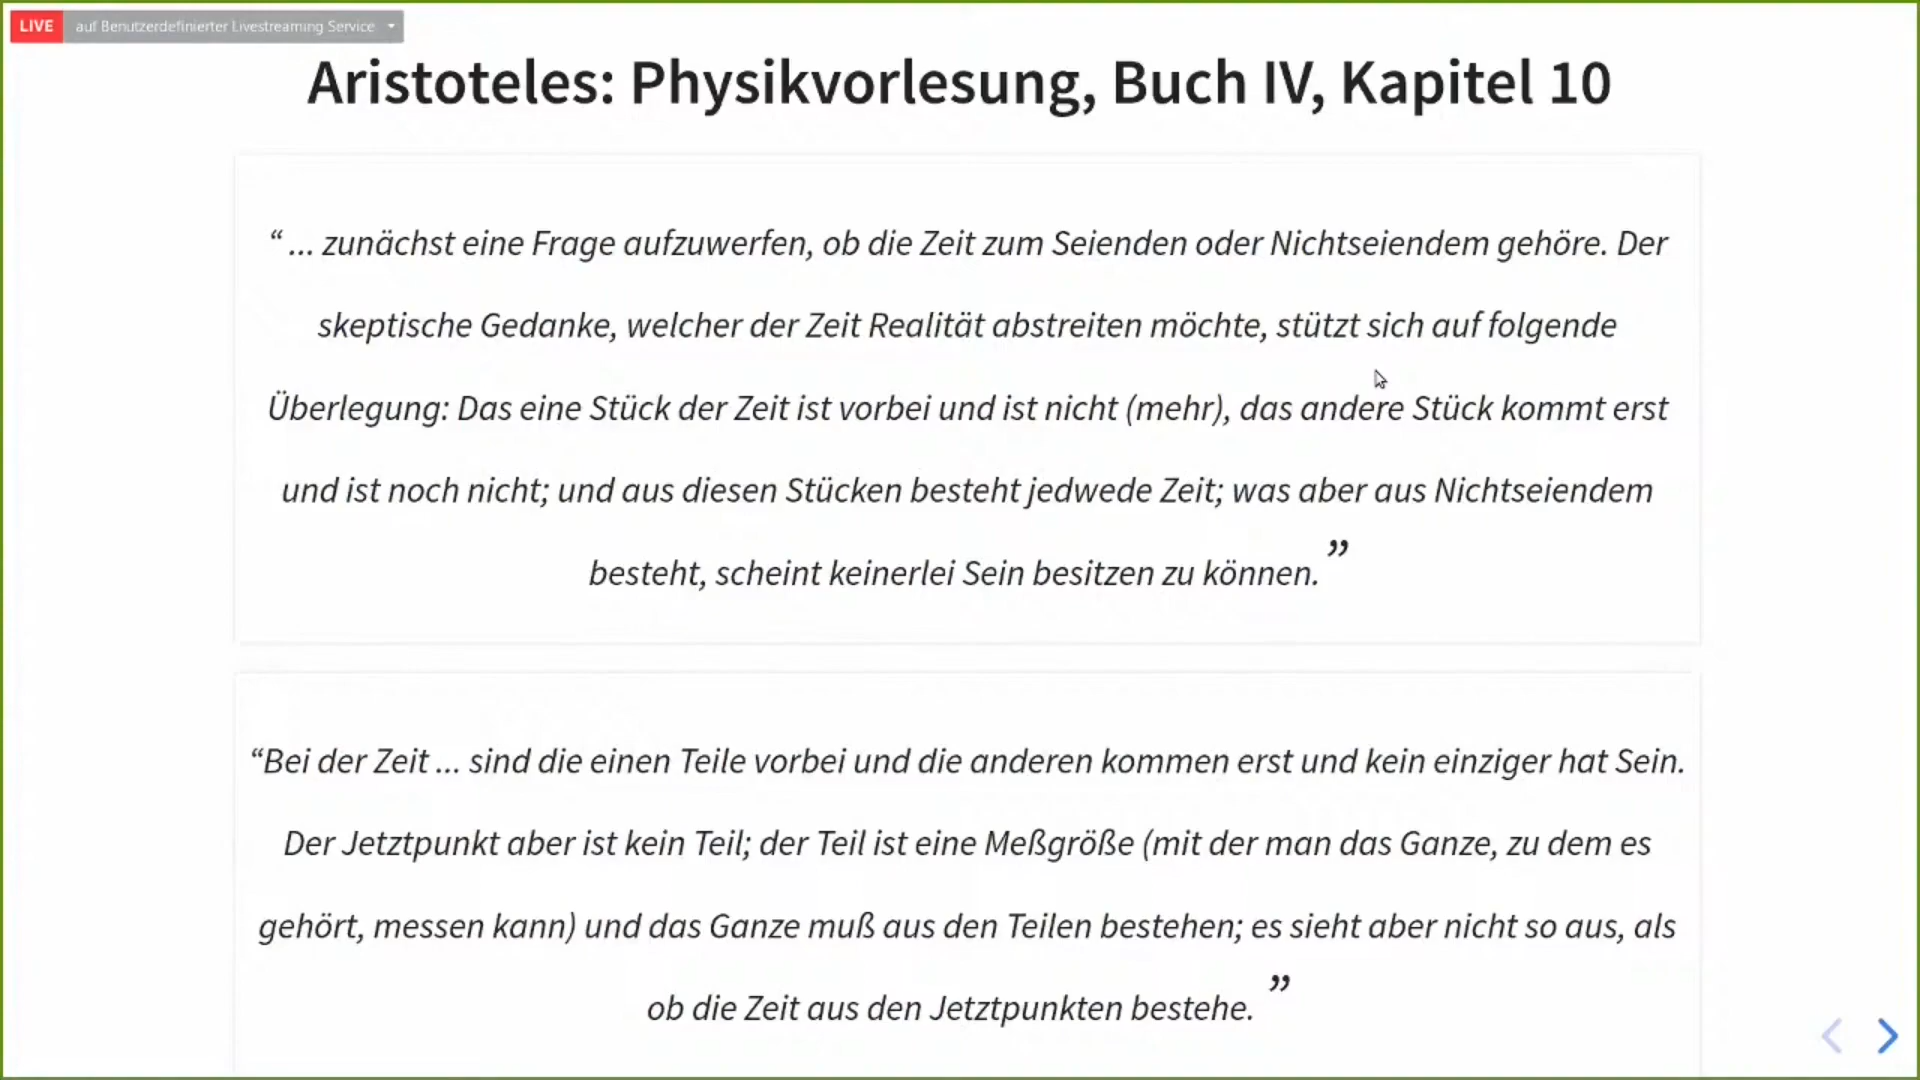 LIVE auf Benutzerdefinierter Livestreaming Service
Aristoteles: Physikvorlesung, Buch IV, Kapitel 10
“ ... zunächst eine Frage aufzuwerfen, ob die Zeit zum Seienden oder Nichtseiendem gehöre. Der
skeptische Gedanke, welcher der Zeit Realität abstreiten möchte, stützt sich auf folgende
Überlegung: Das eine Stück der Zeit ist vorbei und ist nicht (mehr), das andere Stück kommt erst
und ist noch nicht; und aus diesen Stücken besteht jedwede Zeit; was aber aus Nichtseiendem
besteht, scheint keinerlei Sein besitzen zu können. ”
“Bei der Zeit ... sind die einen Teile vorbei und die anderen kommen erst und kein einziger hat Sein.
Der Jetztpunkt aber ist kein Teil; der Teil ist eine Meßgröße (mit der man das Ganze, zu dem es
gehört, messen kann) und das Ganze muß aus den Teilen bestehen; es sieht aber nicht so aus, als
ob die Zeit aus den Jetztpunkten bestehe. ”